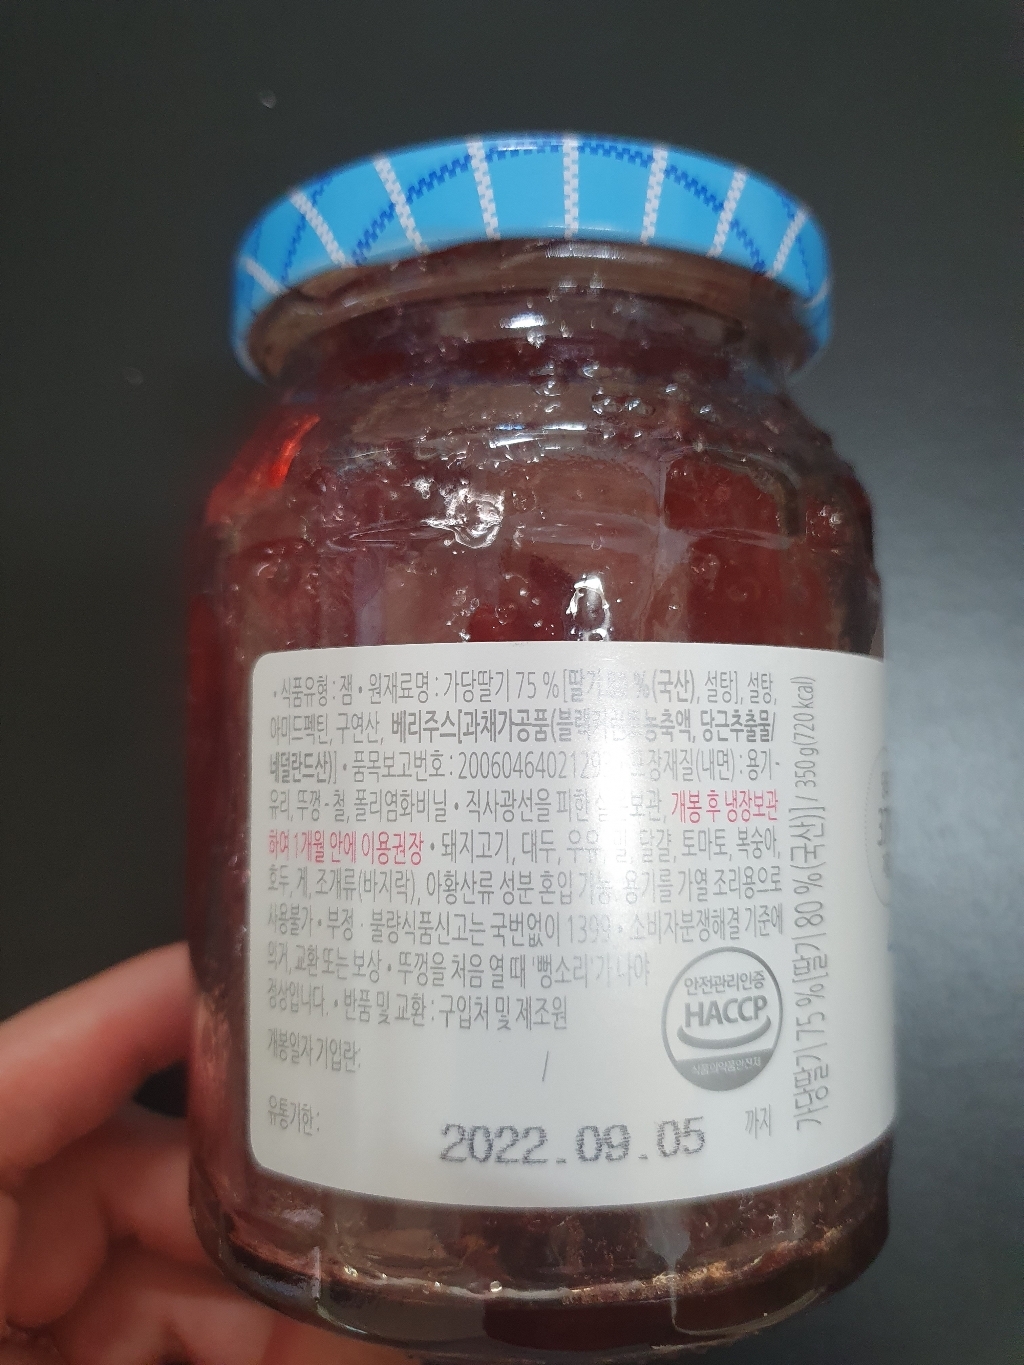 • 식품유형 : 잼 • 원재료명 : 가당딸기 75 % [딸기 %(국산), 설탕], 설탕,
아미드펙틴, 구연산, 베리주스[과채가공품(블랙커런트농축액, 당근추출물/
네덜란드산)] • 품목보고번호 : 포장재질(내면) : 용기-
유리, 뚜껑 - 철, 폴리염화비닐 • 직사광선을 피한 실온보관, 개봉 후 냉장보관
하여 1개월 안에 이용권장 • 돼지고기, 대두, 우유, 밀, 달걀, 토마토, 복숭아,
호두, 게, 조개류(바지락), 아황산류 성분 혼입 가능 • 용기를 가열 조리용으로
사용불가 • 부정 · 불량식품신고는 국번없이 1399 • 소비자분쟁해결 기준에
의거, 교환 또는 보상 • 뚜껑을 처음 열 때 '뻥소리'가 나야
정상입니다. • 반품 및 교환 : 구입처 및 제조원
개봉일자 기입란: /
유통기한 : 2022.09.05 까지
안전관리인증
HACCP
식품의약품안전처
가당딸기 75 % [딸기 80 %(국산)] / 350 g(720 kcal)